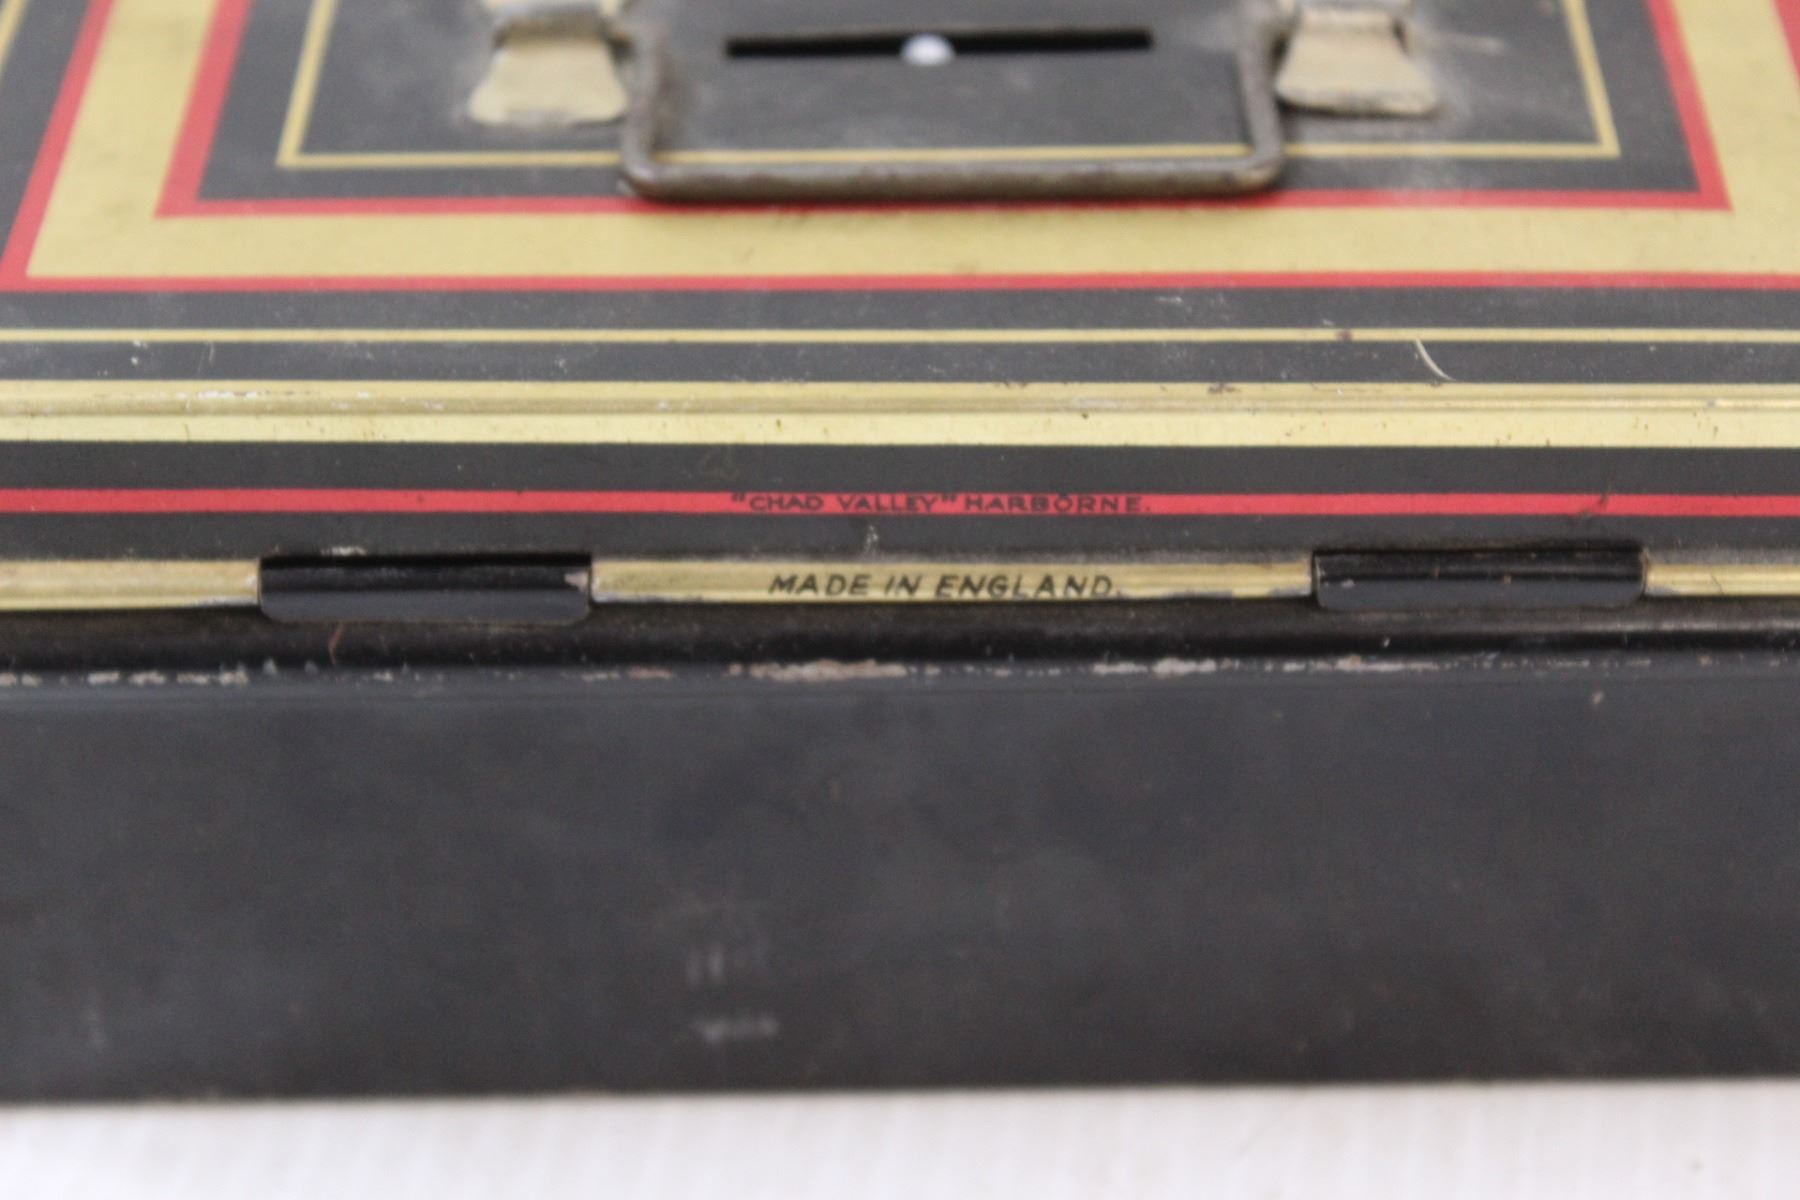 "CHAD VALLEY" HARBORNE.
MADE IN ENGLAND.